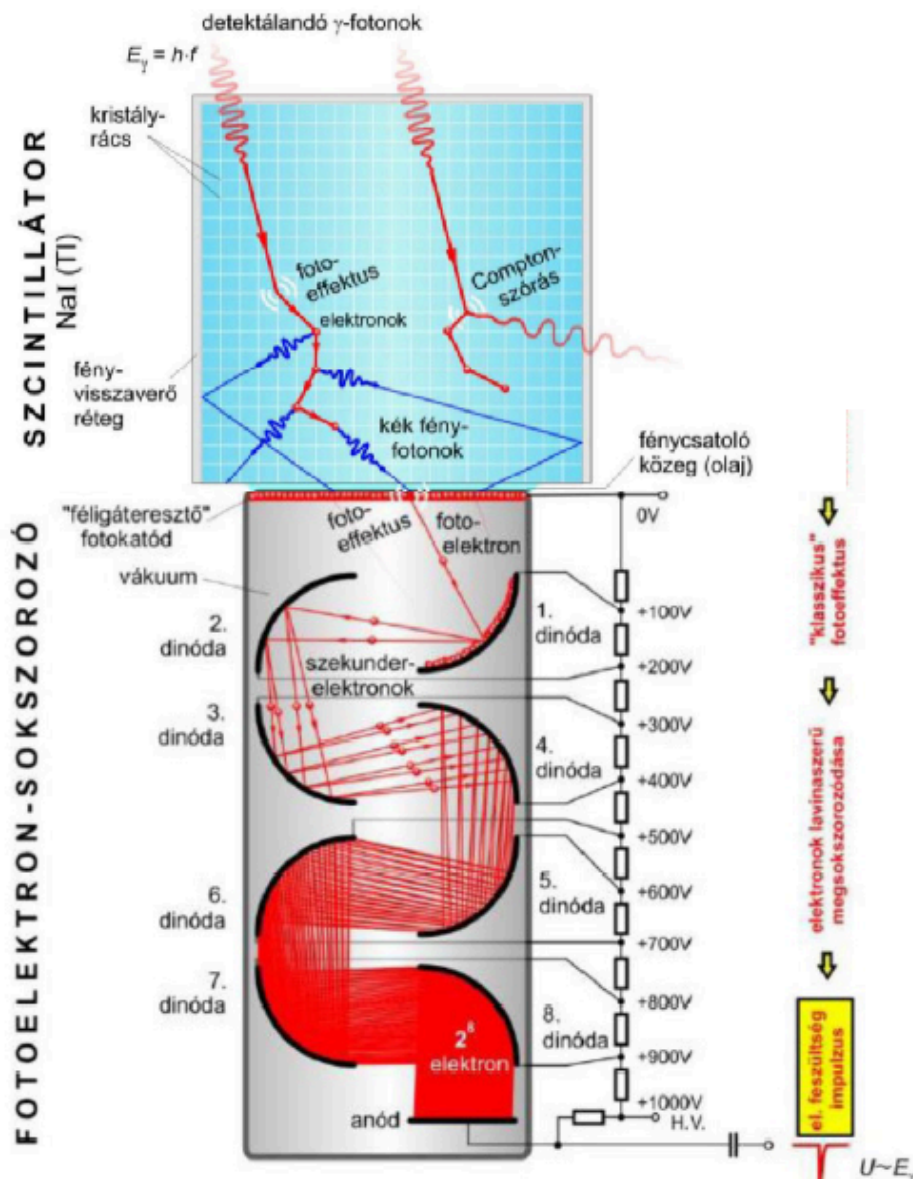 detektálandó γ-fotonok
E_γ = h·f
kristály-
rács
SZCINTILLÁTOR
NaI (Tl)
foto-
effektus
elektronok
Compton-
szórás
fény-
visszaverő
réteg
kék fény-
fotonok
fénycsatoló
közeg (olaj)
FOTOELEKTRON-SOKSZOROZÓ
"féligáteresztő"
fotokatód
foto-
effektus
foto-
elektron
vákuum
1.
dinóda
2.
dinóda
szekunder-
elektronok
3.
dinóda
4.
dinóda
5.
dinóda
6.
dinóda
7.
dinóda
8.
dinóda
2⁸
elektron
anód
0V
+100V
+200V
+300V
+400V
+500V
+600V
+700V
+800V
+900V
+1000V
H.V.
"klasszikus"
fotoeffektus
elektronok lavinaszerű
megsokszorozódása
el. feszültség
impulzus